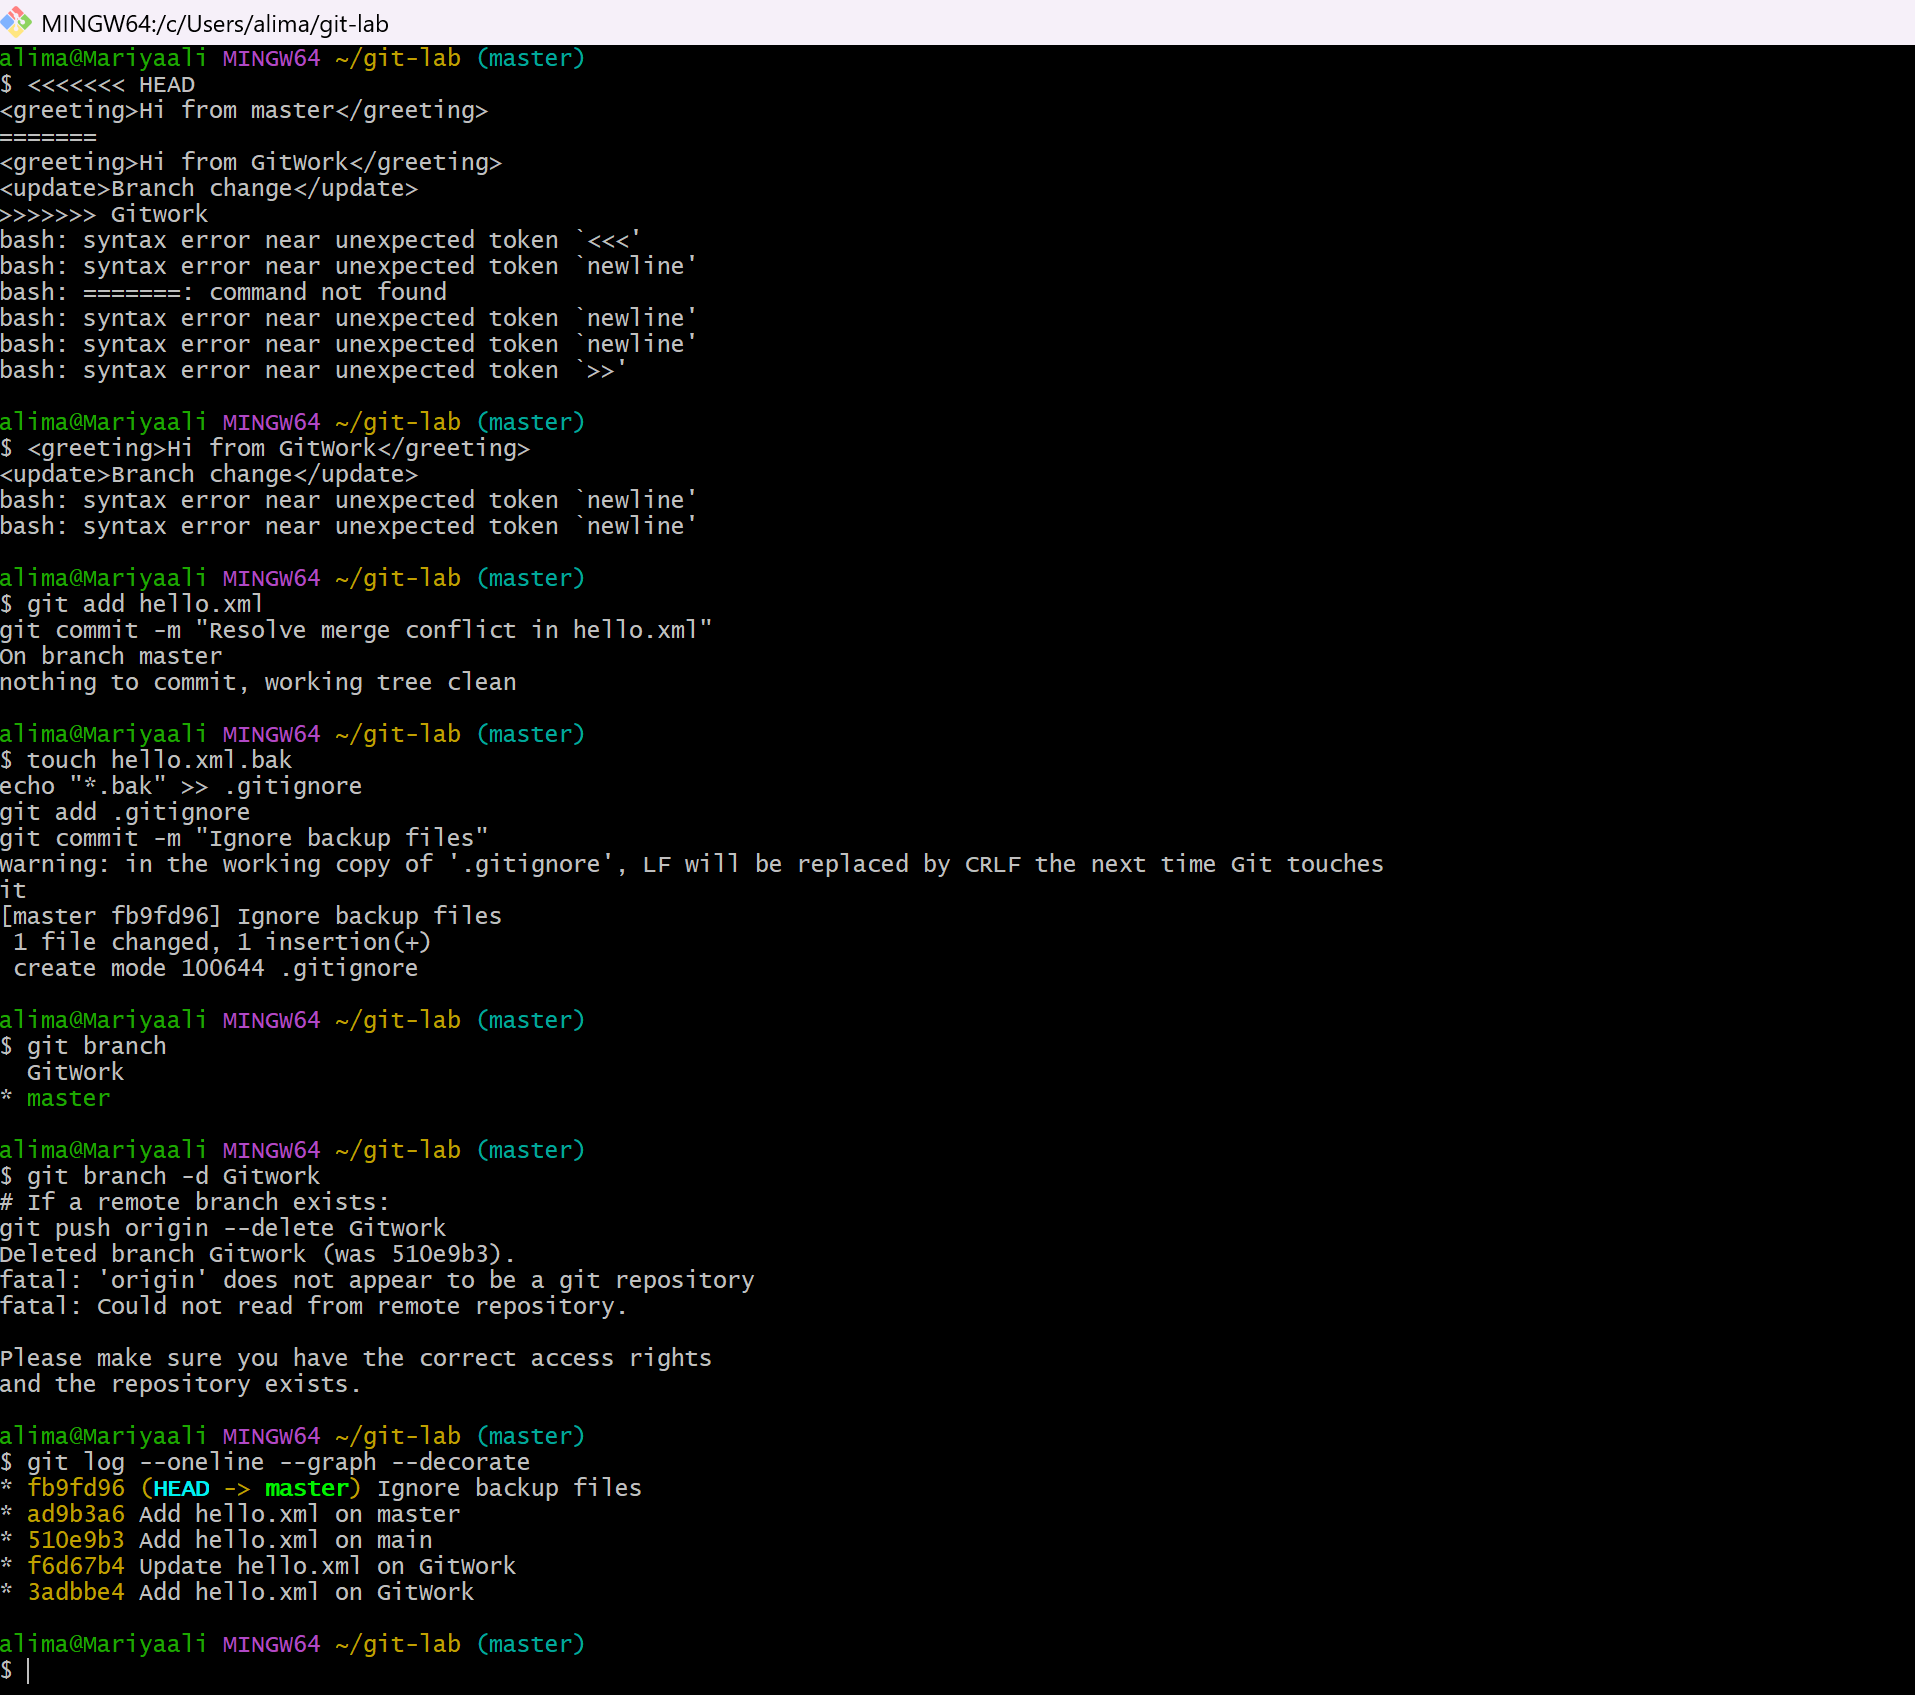 MINGW64:/c/Users/alima/git-lab
alima@Mariyaali MINGW64 ~/git-lab (master)
$ <<<<<<< HEAD
<greeting>Hi from master</greeting>
=======
<greeting>Hi from GitWork</greeting>
<update>Branch change</update>
>>>>>>> Gitwork
bash: syntax error near unexpected token `<<<'
bash: syntax error near unexpected token `newline'
bash: =======: command not found
bash: syntax error near unexpected token `newline'
bash: syntax error near unexpected token `newline'
bash: syntax error near unexpected token `>>'
alima@Mariyaali MINGW64 ~/git-lab (master)
$ <greeting>Hi from GitWork</greeting>
<update>Branch change</update>
bash: syntax error near unexpected token `newline'
bash: syntax error near unexpected token `newline'
alima@Mariyaali MINGW64 ~/git-lab (master)
$ git add hello.xml
git commit -m "Resolve merge conflict in hello.xml"
On branch master
nothing to commit, working tree clean
alima@Mariyaali MINGW64 ~/git-lab (master)
$ touch hello.xml.bak
echo "*.bak" >> .gitignore
git add .gitignore
git commit -m "Ignore backup files"
warning: in the working copy of '.gitignore', LF will be replaced by CRLF the next time Git touches
it
[master fb9fd96] Ignore backup files
 1 file changed, 1 insertion(+)
 create mode 100644 .gitignore
alima@Mariyaali MINGW64 ~/git-lab (master)
$ git branch
  GitWork
* master
alima@Mariyaali MINGW64 ~/git-lab (master)
$ git branch -d Gitwork
# If a remote branch exists:
git push origin --delete Gitwork
Deleted branch Gitwork (was 510e9b3).
fatal: 'origin' does not appear to be a git repository
fatal: Could not read from remote repository.
Please make sure you have the correct access rights
and the repository exists.
alima@Mariyaali MINGW64 ~/git-lab (master)
$ git log --oneline --graph --decorate
* fb9fd96 (HEAD -> master) Ignore backup files
* ad9b3a6 Add hello.xml on master
* 510e9b3 Add hello.xml on main
* f6d67b4 Update hello.xml on GitWork
* 3adbbe4 Add hello.xml on GitWork
alima@Mariyaali MINGW64 ~/git-lab (master)
$